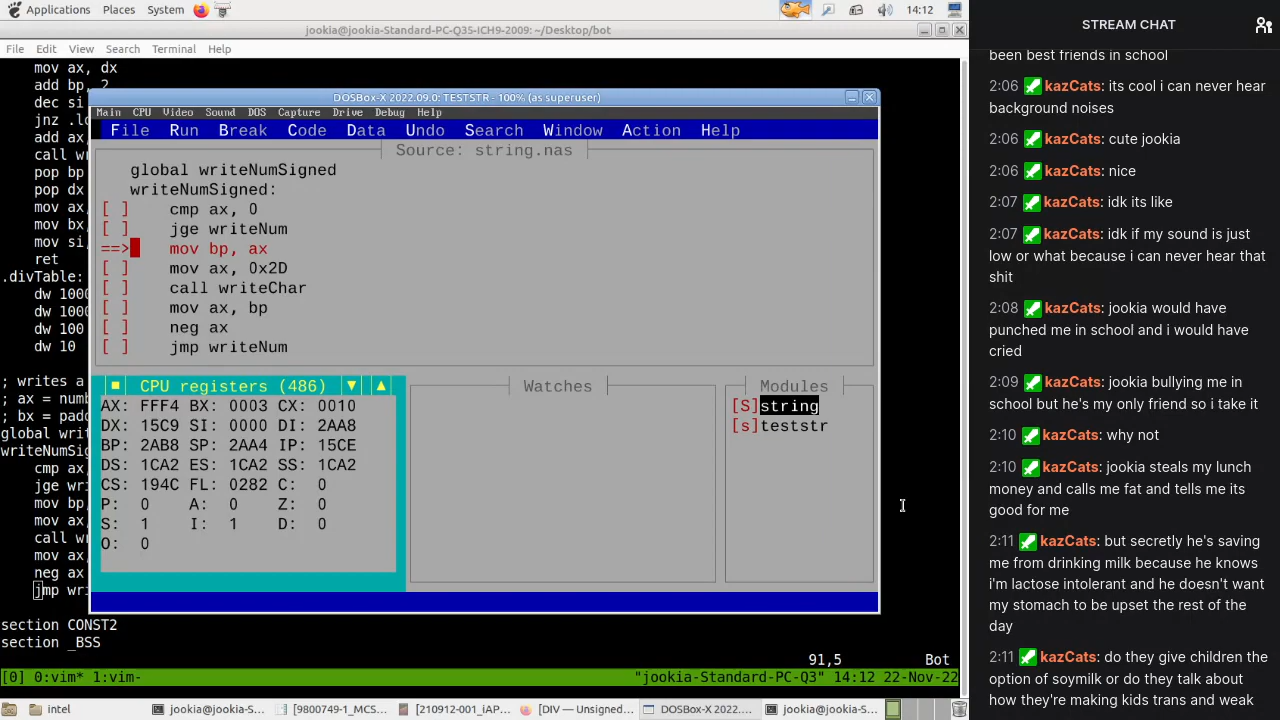 Applications Places System 14:12
jookia@jookia-Standard-PC-Q35-ICH9-2009: ~/Desktop/bot
File Edit View Search Terminal Help
mov ax, dx
add bp, 2
dec si
jnz .lo
add ax
call wr
pop bp
pop dx
mov ax,
mov bx,
mov si,
ret
.divTable:
dw 1000
dw 1000
dw 100
dw 10
; writes a
; ax = numb
; bx = padd
global writ
writeNumSig
cmp ax,
jge writ
mov bp,
mov ax,
call wr
mov ax,
neg ax
jmp wri
section CONST2
section _BSS
91,5 Bot
[0] 0:vim* 1:vim- "jookia-Standard-PC-Q3" 14:12 22-Nov-22
DOSBox-X 2022.09.0: TESTSTR - 100% (as superuser)
Main CPU Video Sound DOS Capture Drive Debug Help
File Run Break Code Data Undo Search Window Action Help
Source: string.nas
global writeNumSigned
writeNumSigned:
[ ] cmp ax, 0
[ ] jge writeNum
==> mov bp, ax
[ ] mov ax, 0x2D
[ ] call writeChar
[ ] mov ax, bp
[ ] neg ax
[ ] jmp writeNum
CPU registers (486)
AX: FFF4 BX: 0003 CX: 0010
DX: 15C9 SI: 0000 DI: 2AA8
BP: 2AB8 SP: 2AA4 IP: 15CE
DS: 1CA2 ES: 1CA2 SS: 1CA2
CS: 194C FL: 0282 C: 0
P: 0 A: 0 Z: 0
S: 1 I: 1 D: 0
O: 0
Watches
Modules
[S]string
[s]teststr
intel jookia@jookia-S... [9800749-1_MCS... [210912-001_iAP... [DIV — Unsigned... DOSBox-X 2022.... jookia@jookia-S...
STREAM CHAT
been best friends in school
2:06 kazCats: its cool i can never hear
background noises
2:06 kazCats: cute jookia
2:06 kazCats: nice
2:07 kazCats: idk its like
2:07 kazCats: idk if my sound is just
low or what because i can never hear that
shit
2:08 kazCats: jookia would have
punched me in school and i would have
cried
2:09 kazCats: jookia bullying me in
school but he's my only friend so i take it
2:10 kazCats: why not
2:10 kazCats: jookia steals my lunch
money and calls me fat and tells me its
good for me
2:11 kazCats: but secretly he's saving
me from drinking milk because he knows
i'm lactose intolerant and he doesn't want
my stomach to be upset the rest of the
day
2:11 kazCats: do they give children the
option of soymilk or do they talk about
how they're making kids trans and weak